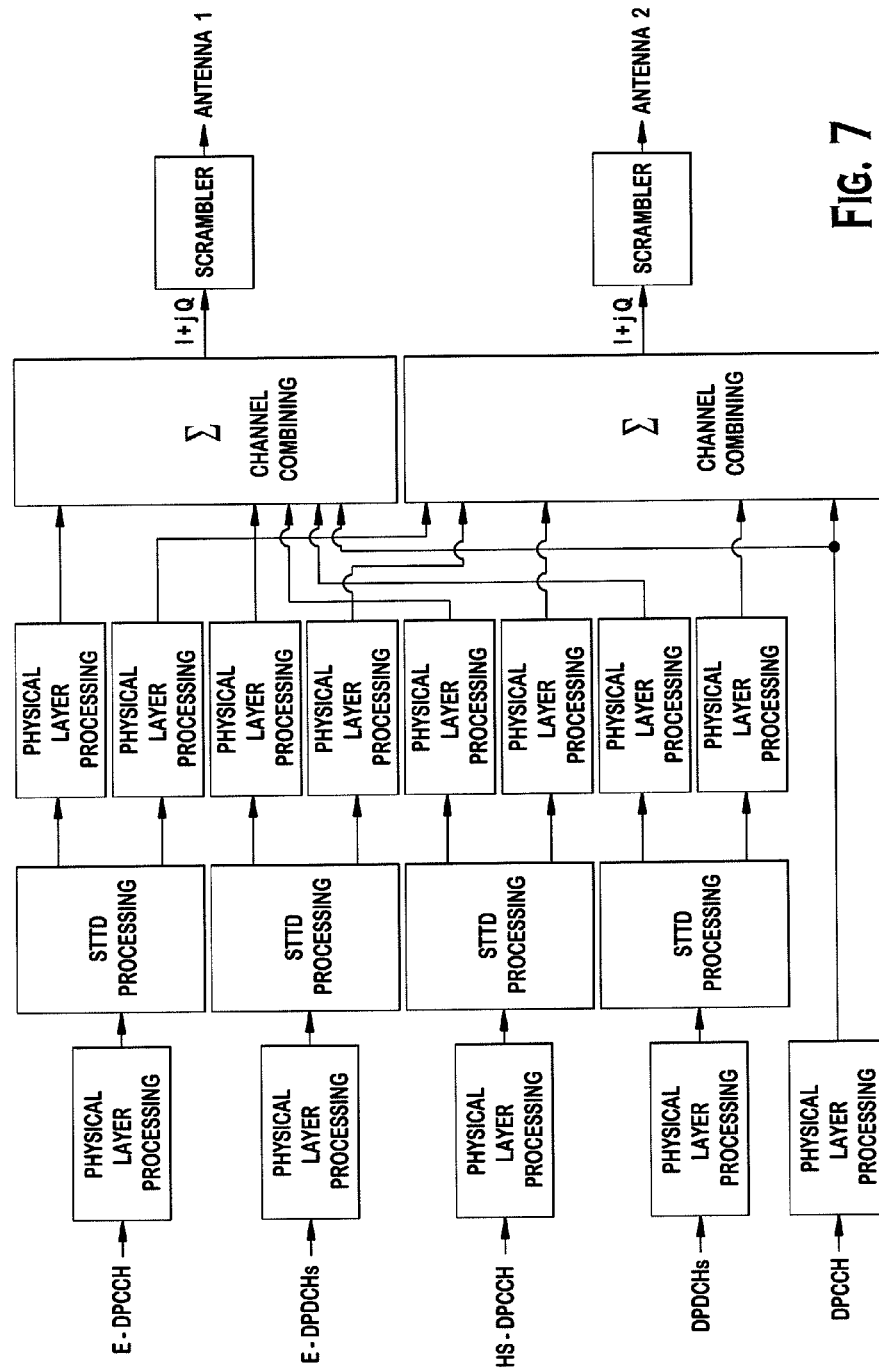 E - DPCCH
PHYSICAL
LAYER
PROCESSING
STTD
PROCESSING
PHYSICAL
LAYER
PROCESSING
PHYSICAL
LAYER
PROCESSING
E - DPDCHs
PHYSICAL
LAYER
PROCESSING
STTD
PROCESSING
PHYSICAL
LAYER
PROCESSING
PHYSICAL
LAYER
PROCESSING
HS - DPCCH
PHYSICAL
LAYER
PROCESSING
STTD
PROCESSING
PHYSICAL
LAYER
PROCESSING
PHYSICAL
LAYER
PROCESSING
DPDCHs
PHYSICAL
LAYER
PROCESSING
STTD
PROCESSING
PHYSICAL
LAYER
PROCESSING
PHYSICAL
LAYER
PROCESSING
DPCCH
PHYSICAL
LAYER
PROCESSING
Σ
CHANNEL
COMBINING
I+jQ
SCRAMBLER
ANTENNA 1
Σ
CHANNEL
COMBINING
I+jQ
SCRAMBLER
ANTENNA 2
FIG. 7